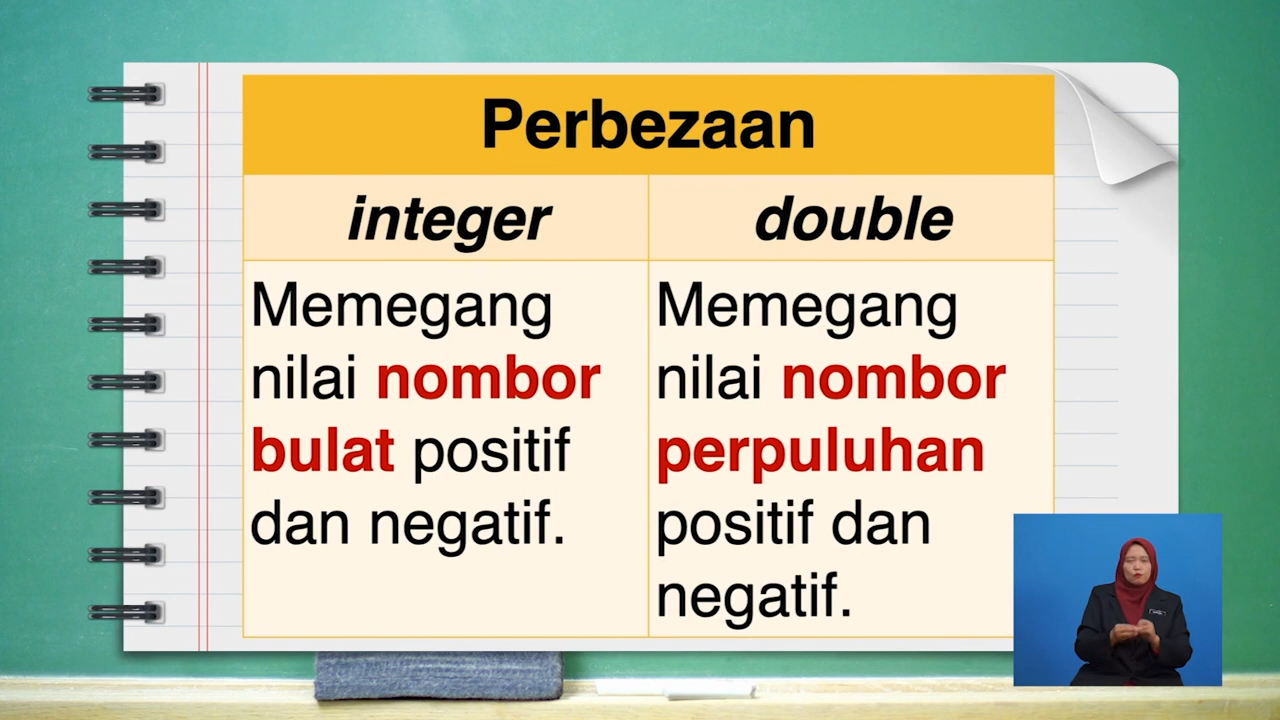 Perbezaan
integer
double
Memegang
nilai nombor
bulat positif
dan negatif.
Memegang
nilai nombor
perpuluhan
positif dan
negatif.